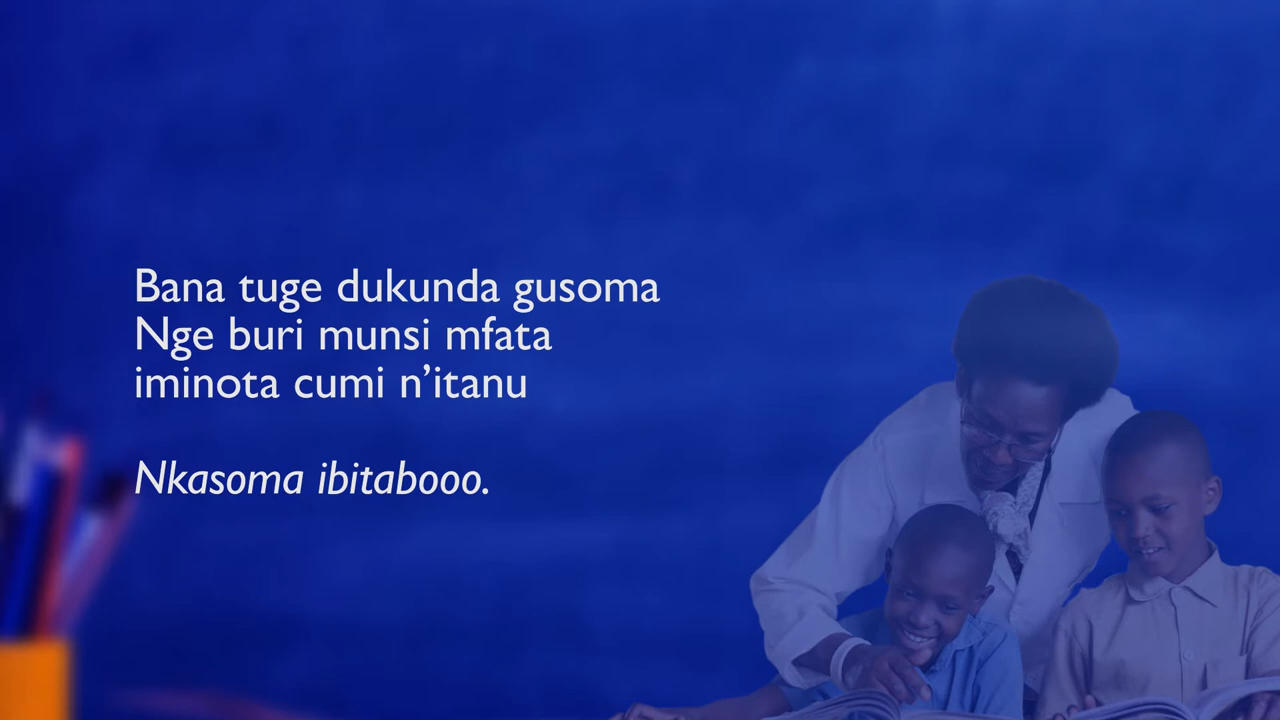 Bana tuge dukunda gusoma
Nge buri munsi mfata
iminota cumi n’itanu
Nkasoma ibitabooo.